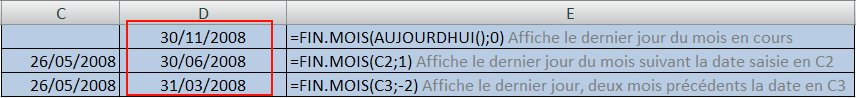 C D E
30/11/2008 =FIN.MOIS(AUJOURDHUI();0) Affiche le dernier jour du mois en cours
26/05/2008 30/06/2008 =FIN.MOIS(C2;1) Affiche le dernier jour du mois suivant la date saisie en C2
26/05/2008 31/03/2008 =FIN.MOIS(C3;-2) Affiche le dernier jour, deux mois précédents la date en C3